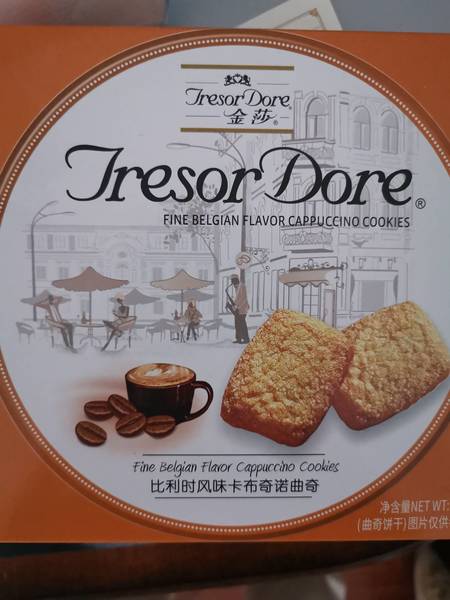 Tresor Dore®
金莎®
Tresor Dore®
FINE BELGIAN FLAVOR CAPPUCCINO COOKIES
Fine Belgian Flavor Cappuccino Cookies
比利时风味卡布奇诺曲奇
净含量NET WT:
(曲奇饼干)图片仅供